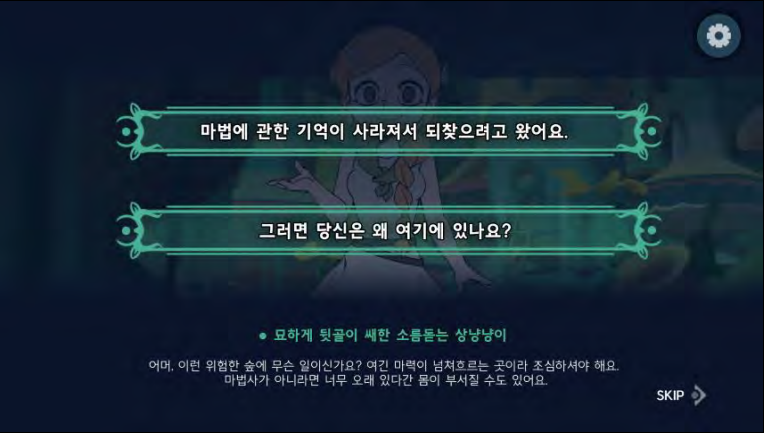 마법에 관한 기억이 사라져서 되찾으려고 왔어요.
그러면 당신은 왜 여기에 있나요?
● 묘하게 뒷골이 쌔한 소름돋는 상냥냥이
어머, 이런 위험한 숲에 무슨 일이신가요? 여긴 마력이 넘쳐흐르는 곳이라 조심하셔야 해요.
마법사가 아니라면 너무 오래 있다간 몸이 부서질 수도 있어요.
SKIP